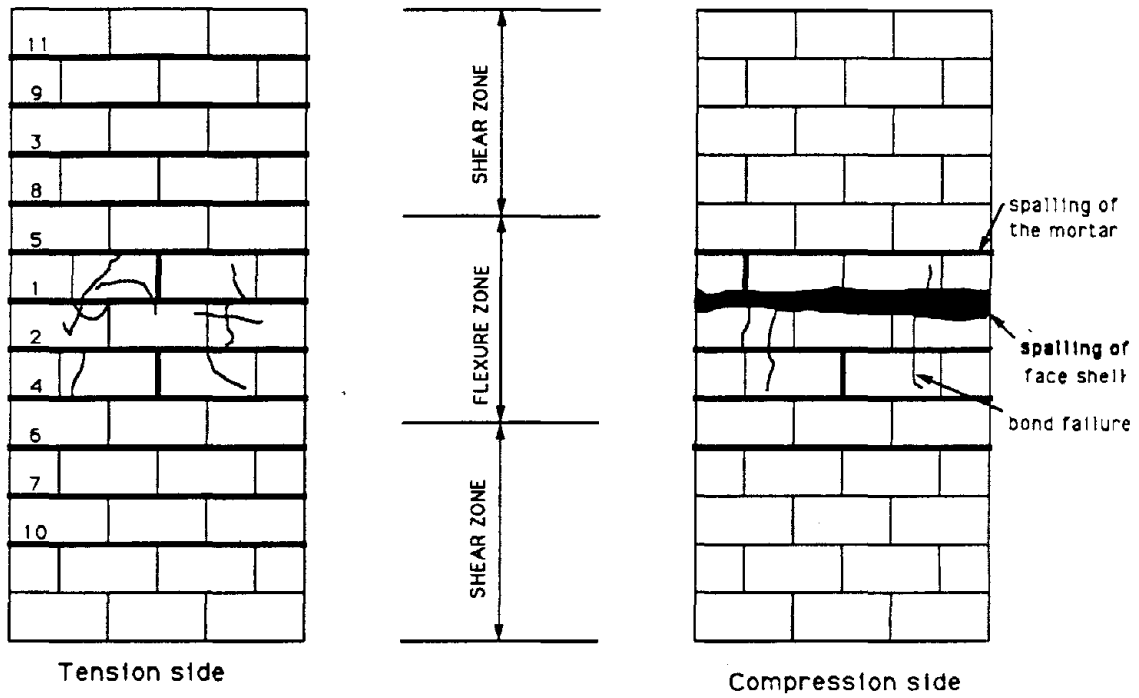 11
9
3
8
5
1
2
4
6
7
10
Tension side
SHEAR ZONE
FLEXURE ZONE
SHEAR ZONE
spalling of
the mortar
spalling of
face shell
bond failure
Compression side